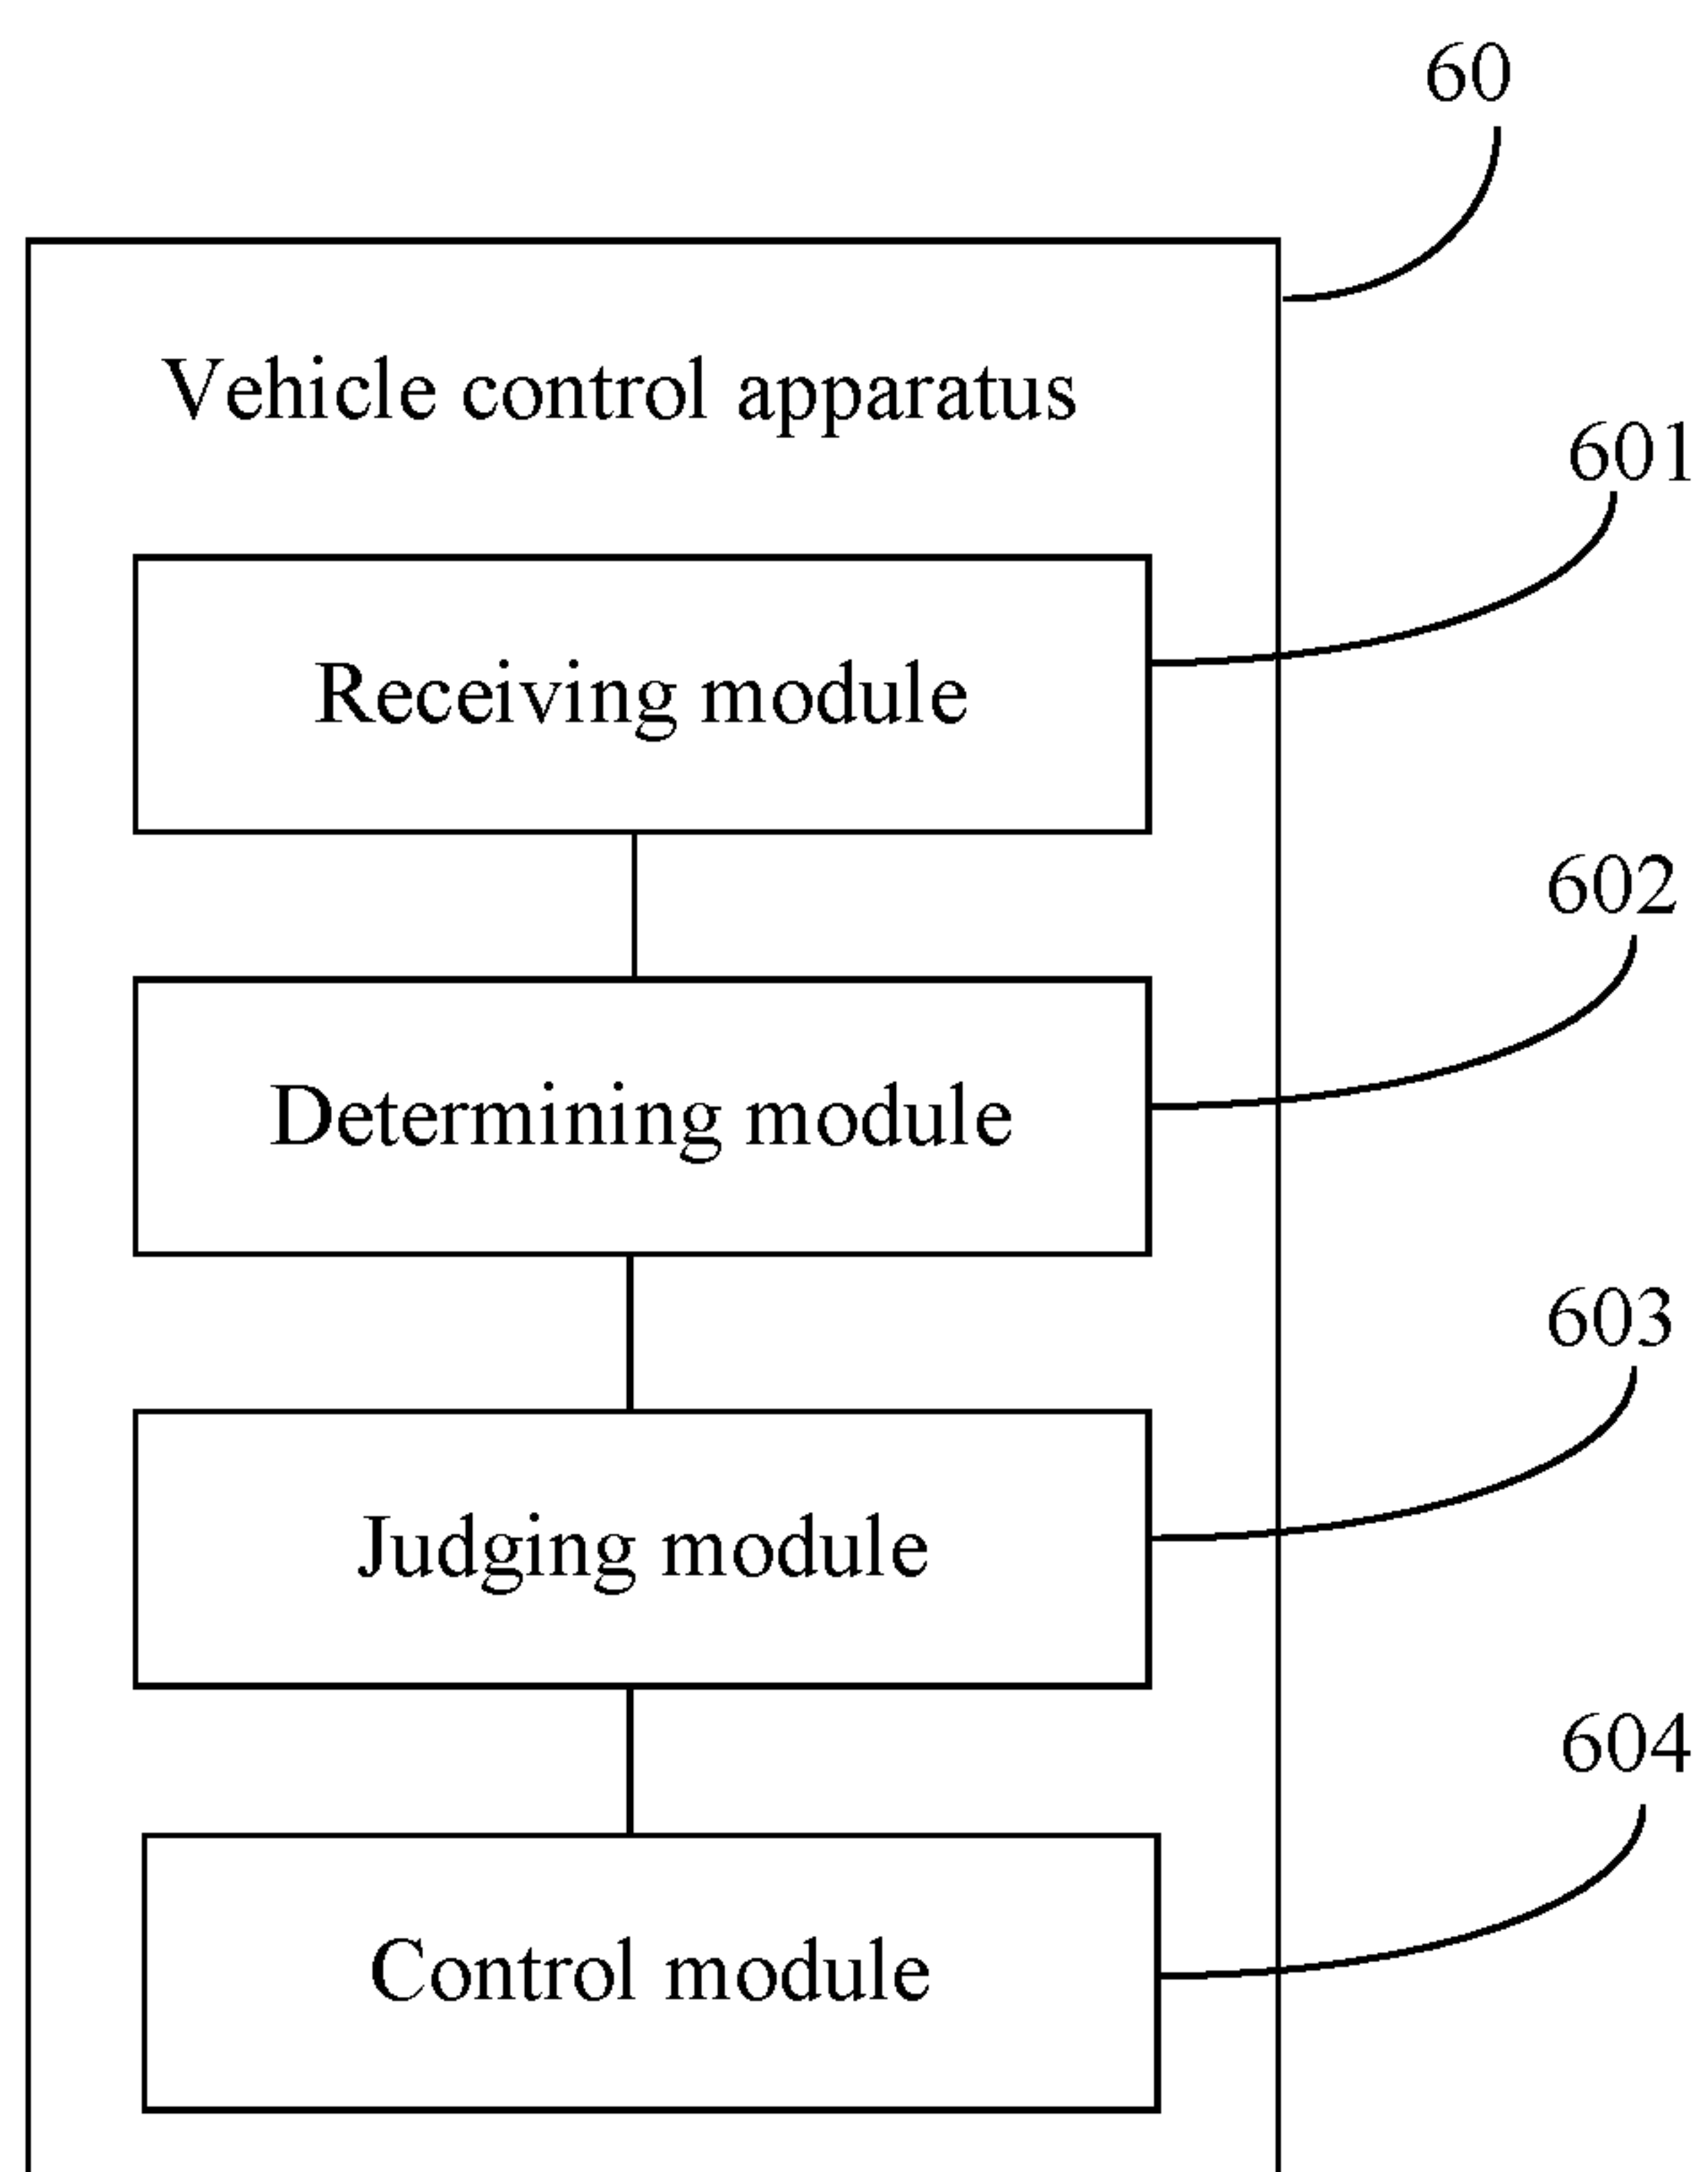 60
Vehicle control apparatus
601
Receiving module
602
Determining module
603
Judging module
604
Control module